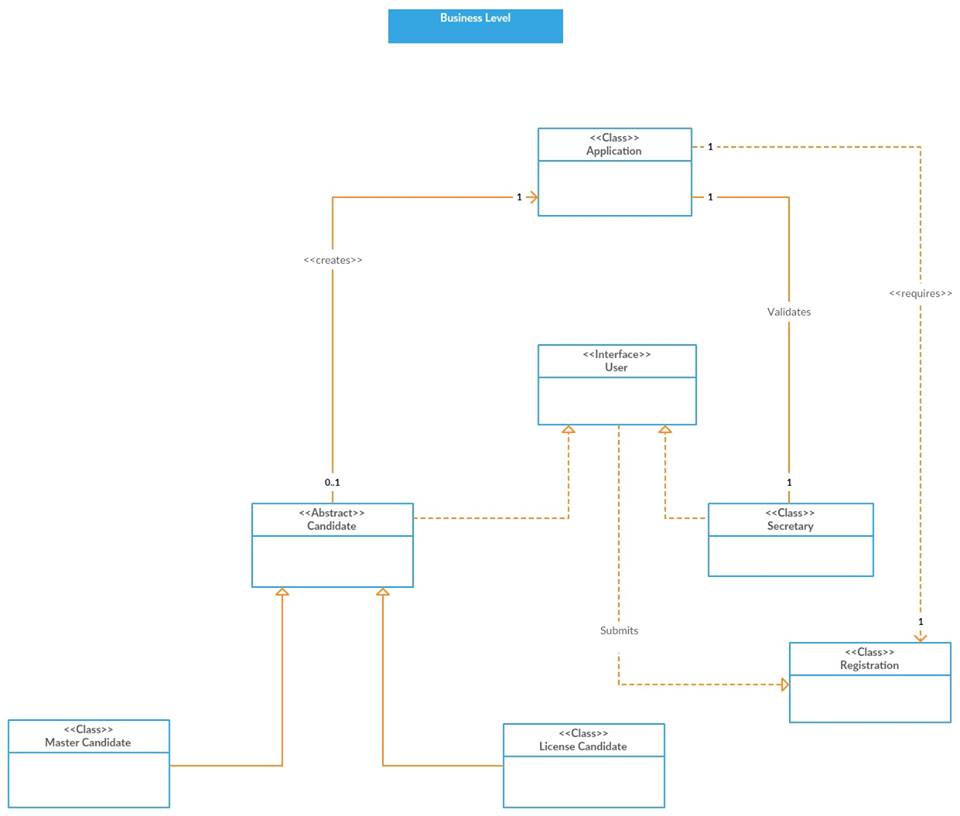 Business Level
<<Class>>
Application
1
1
1
<<creates>>
<<requires>>
Validates
<<Interface>>
User
0..1
1
<<Abstract>>
Candidate
<<Class>>
Secretary
1
Submits
<<Class>>
Registration
<<Class>>
Master Candidate
<<Class>>
License Candidate